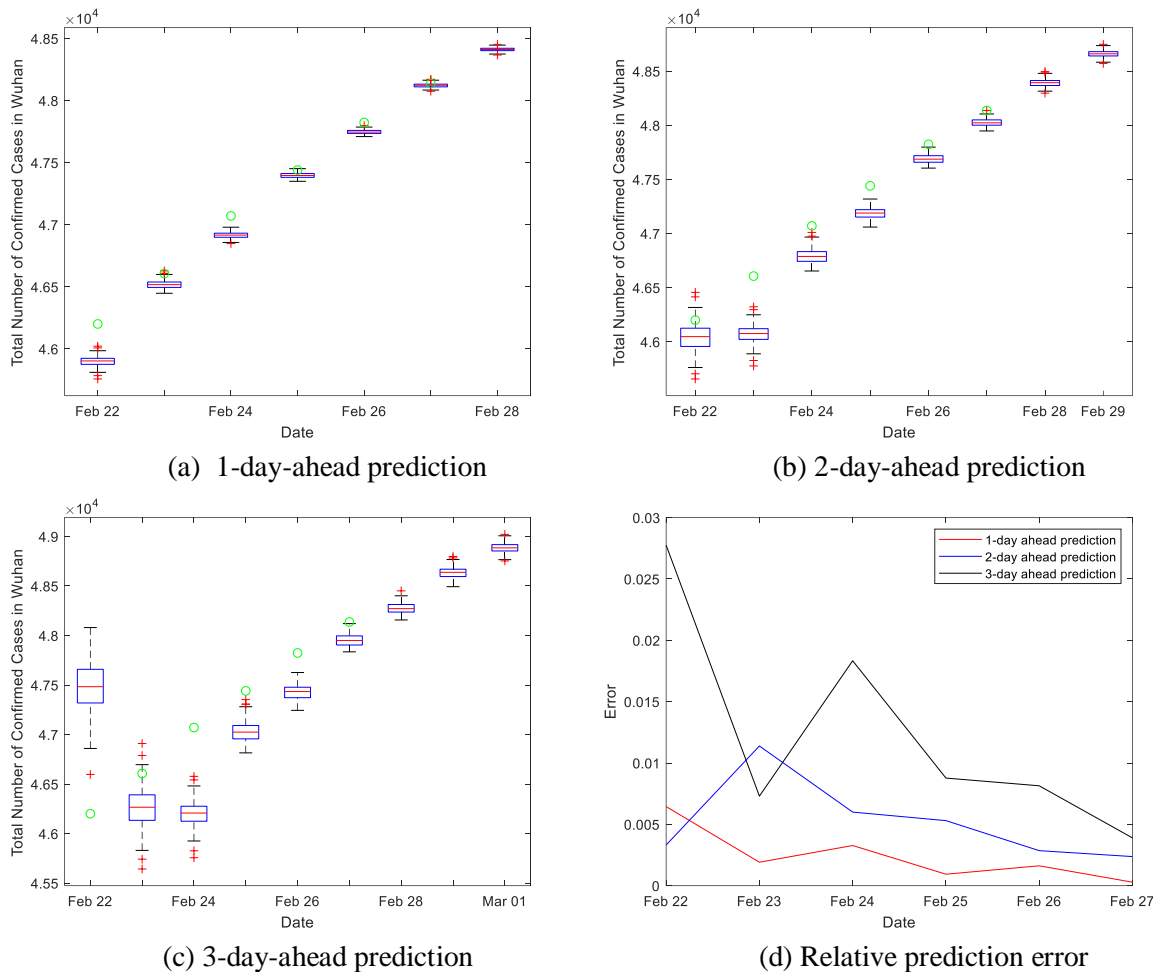 ×10⁴
4.85
4.8
4.75
4.7
4.65
4.6
Total Number of Confirmed Cases in Wuhan
Feb 22
Feb 24
Feb 26
Feb 28
Date
(a) 1-day-ahead prediction
×10⁴
4.85
4.8
4.75
4.7
4.65
4.6
Total Number of Confirmed Cases in Wuhan
Feb 22
Feb 24
Feb 26
Feb 28
Feb 29
Date
(b) 2-day-ahead prediction
×10⁴
4.9
4.85
4.8
4.75
4.7
4.65
4.6
4.55
Total Number of Confirmed Cases in Wuhan
Feb 22
Feb 24
Feb 26
Feb 28
Mar 01
Date
(c) 3-day-ahead prediction
0.03
0.025
0.02
0.015
0.01
0.005
0
Error
1-day ahead prediction
2-day ahead prediction
3-day ahead prediction
Feb 22
Feb 23
Feb 24
Feb 25
Feb 26
Feb 27
Date
(d) Relative prediction error